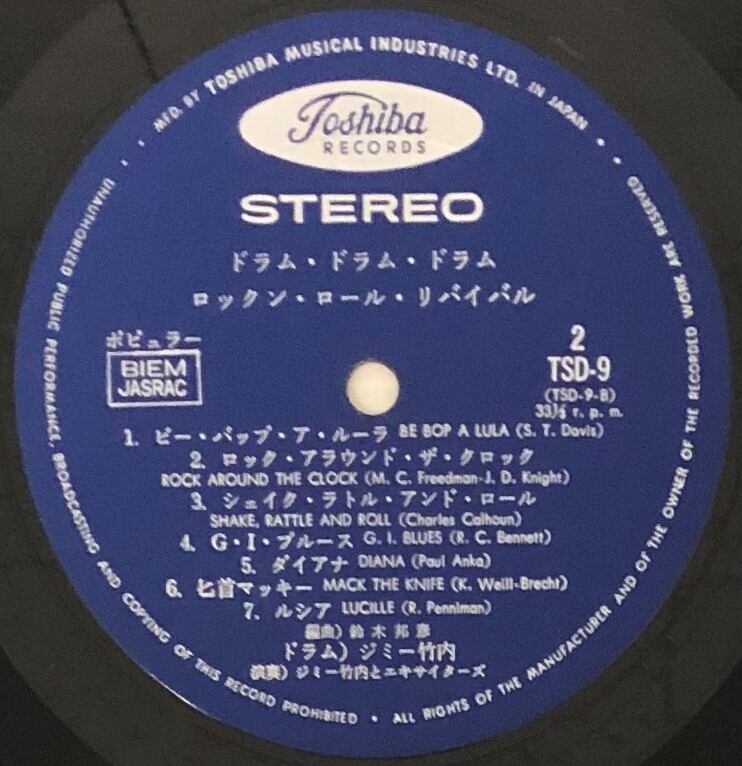 MFD. BY TOSHIBA MUSICAL INDUSTRIES LTD. IN JAPAN
Toshiba
RECORDS
STEREO
ドラム・ドラム・ドラム
ロックン・ロール・リバイバル
ポピュラー
BIEM
JASRAC
2
TSD-9
(TSD-9-B)
33⅓ r. p. m.
1. ビー・バップ・ア・ルーラ BE BOP A LULA (S. T. Davis)
2. ロック・アラウンド・ザ・クロック
ROCK AROUND THE CLOCK (M. C. Freedman-J. D. Knight)
3. シェイク・ラトル・アンド・ロール
SHAKE, RATTLE AND ROLL (Charles Calhoun)
4. G・I・ブルース G. I. BLUES (R. C. Bennett)
5. ダイアナ DIANA (Paul Anka)
6. 匕首マッキー MACK THE KNIFE (K. Weill-Brecht)
7. ルシア LUCILLE (R. Penniman)
編曲) 鈴木邦彦
ドラム) ジミー竹内
演奏) ジミー竹内とエキサイターズ
UNAUTHORIZED PUBLIC PERFORMANCE, BROADCASTING AND COPYING OF THIS RECORD PROHIBITED • ALL RIGHTS OF THE MANUFACTURER AND OF THE OWNER OF THE RECORDED WORK ARE RESERVED